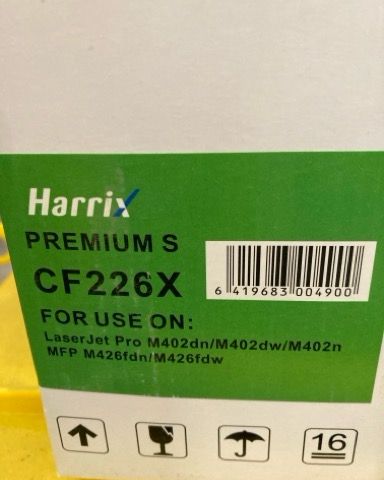 Harrix
PREMIUM S
CF226X
6 419683 004900
FOR USE ON:
LaserJet Pro M402dn/M402dw/M402n
MFP M426fdn/M426fdw
16